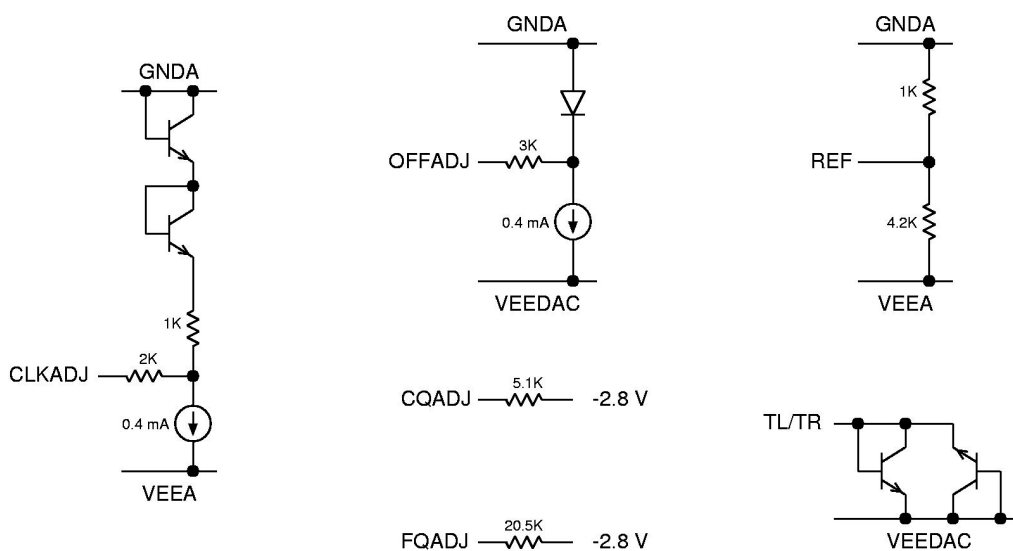 GNDA
1K
2K
CLKADJ
0.4 mA
VEEA
GNDA
3K
OFFADJ
0.4 mA
VEEDAC
5.1K
CQADJ -2.8 V
20.5K
FQADJ -2.8 V
GNDA
1K
REF
4.2K
VEEA
TL/TR
VEEDAC